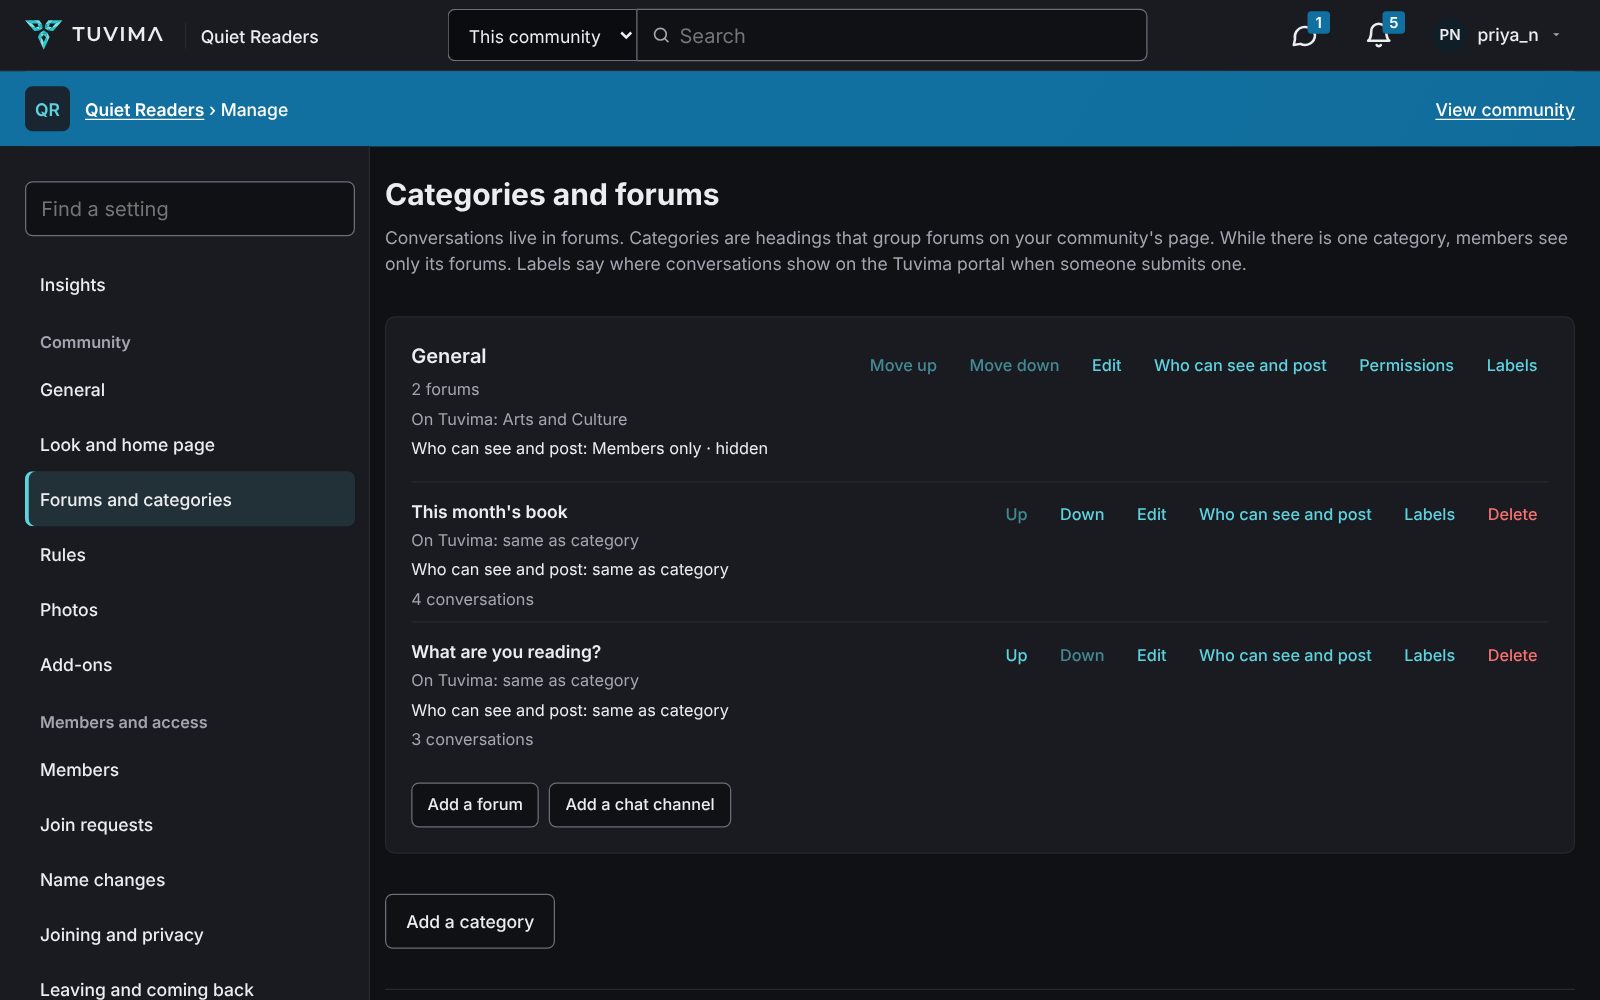 TUVIMA
Quiet Readers
This community
Search
1
5
PN
priya_n
QR
Quiet Readers › Manage
View community
Find a setting
Insights
Community
General
Look and home page
Forums and categories
Rules
Photos
Add-ons
Members and access
Members
Join requests
Name changes
Joining and privacy
Leaving and coming back
Categories and forums
Conversations live in forums. Categories are headings that group forums on your community's page. While there is one category, members see
only its forums. Labels say where conversations show on the Tuvima portal when someone submits one.
General
Move up
Move down
Edit
Who can see and post
Permissions
Labels
2 forums
On Tuvima: Arts and Culture
Who can see and post: Members only · hidden
This month's book
Up
Down
Edit
Who can see and post
Labels
Delete
On Tuvima: same as category
Who can see and post: same as category
4 conversations
What are you reading?
Up
Down
Edit
Who can see and post
Labels
Delete
On Tuvima: same as category
Who can see and post: same as category
3 conversations
Add a forum
Add a chat channel
Add a category